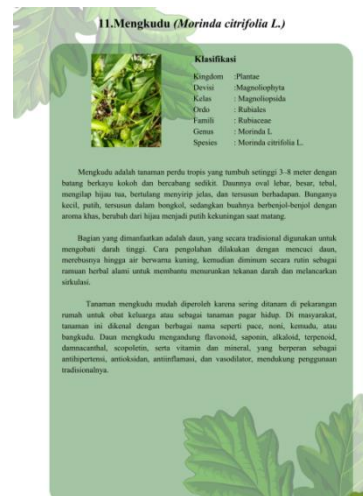 11.Mengkudu (Morinda citrifolia L.)
Klasifikasi
Kingdom :Plantae
Devisi :Magnoliophyta
Kelas : Magnoliopsida
Ordo : Rubiales
Famili : Rubiaceae
Genus : Morinda L
Spesies : Morinda citrifolia L.
Mengkudu adalah tanaman perdu tropis yang tumbuh setinggi 3–8 meter dengan
batang berkayu kokoh dan bercabang sedikit. Daunnya oval lebar, besar, tebal,
mengilap hijau tua, bertulang menyirip jelas, dan tersusun berhadapan. Bunganya
kecil, putih, tersusun dalam bongkol, sedangkan buahnya berbenjol-benjol dengan
aroma khas, berubah dari hijau menjadi putih kekuningan saat matang.
Bagian yang dimanfaatkan adalah daun, yang secara tradisional digunakan untuk
mengobati darah tinggi. Cara pengolahan dilakukan dengan mencuci daun,
merebusnya hingga air berwarna kuning, kemudian diminum secara rutin sebagai
ramuan herbal alami untuk membantu menurunkan tekanan darah dan melancarkan
sirkulasi.
Tanaman mengkudu mudah diperoleh karena sering ditanam di pekarangan
rumah untuk obat keluarga atau sebagai tanaman pagar hidup. Di masyarakat,
tanaman ini dikenal dengan berbagai nama seperti pace, noni, kemudu, atau
bangkudu. Daun mengkudu mengandung flavonoid, saponin, alkaloid, terpenoid,
damnacanthal, scopoletin, serta vitamin dan mineral, yang berperan sebagai
antihipertensi, antioksidan, antiinflamasi, dan vasodilator, mendukung penggunaan
tradisionalnya.